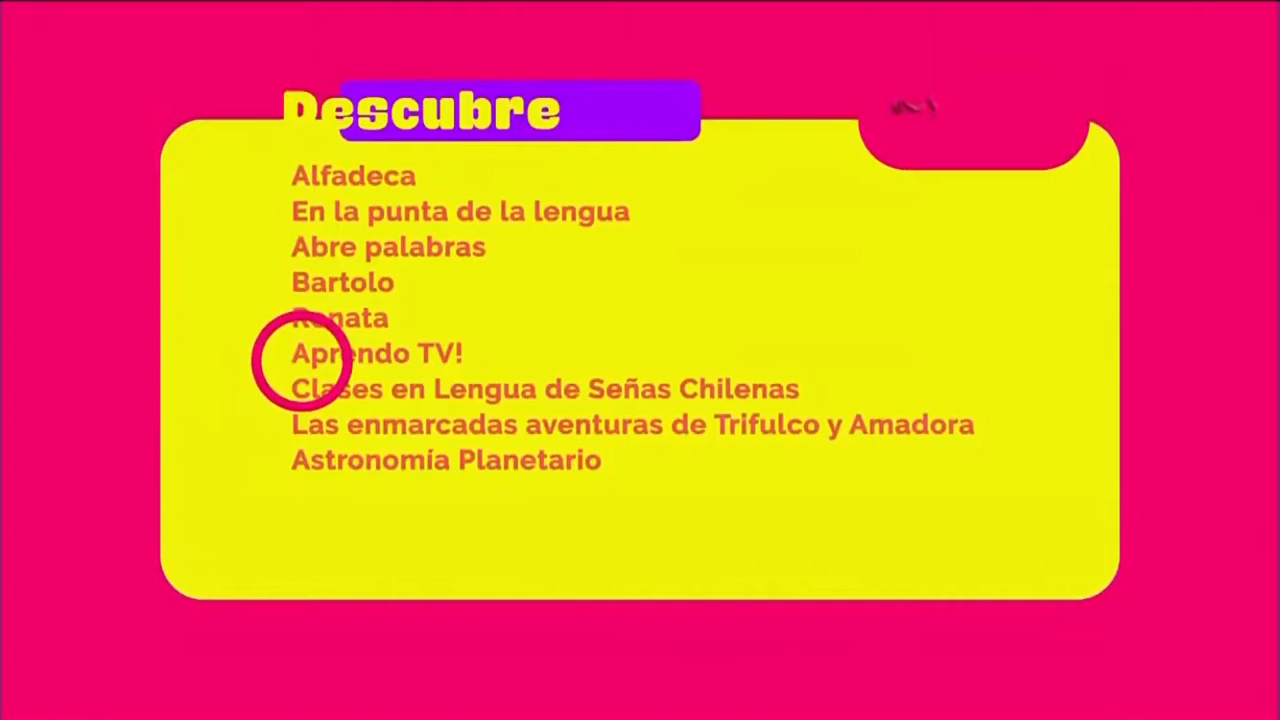 Descubre
Alfadeca
En la punta de la lengua
Abre palabras
Bartolo
Renata
Aprendo TV!
Clases en Lengua de Señas Chilenas
Las enmarcadas aventuras de Trifulco y Amadora
Astronomía Planetario